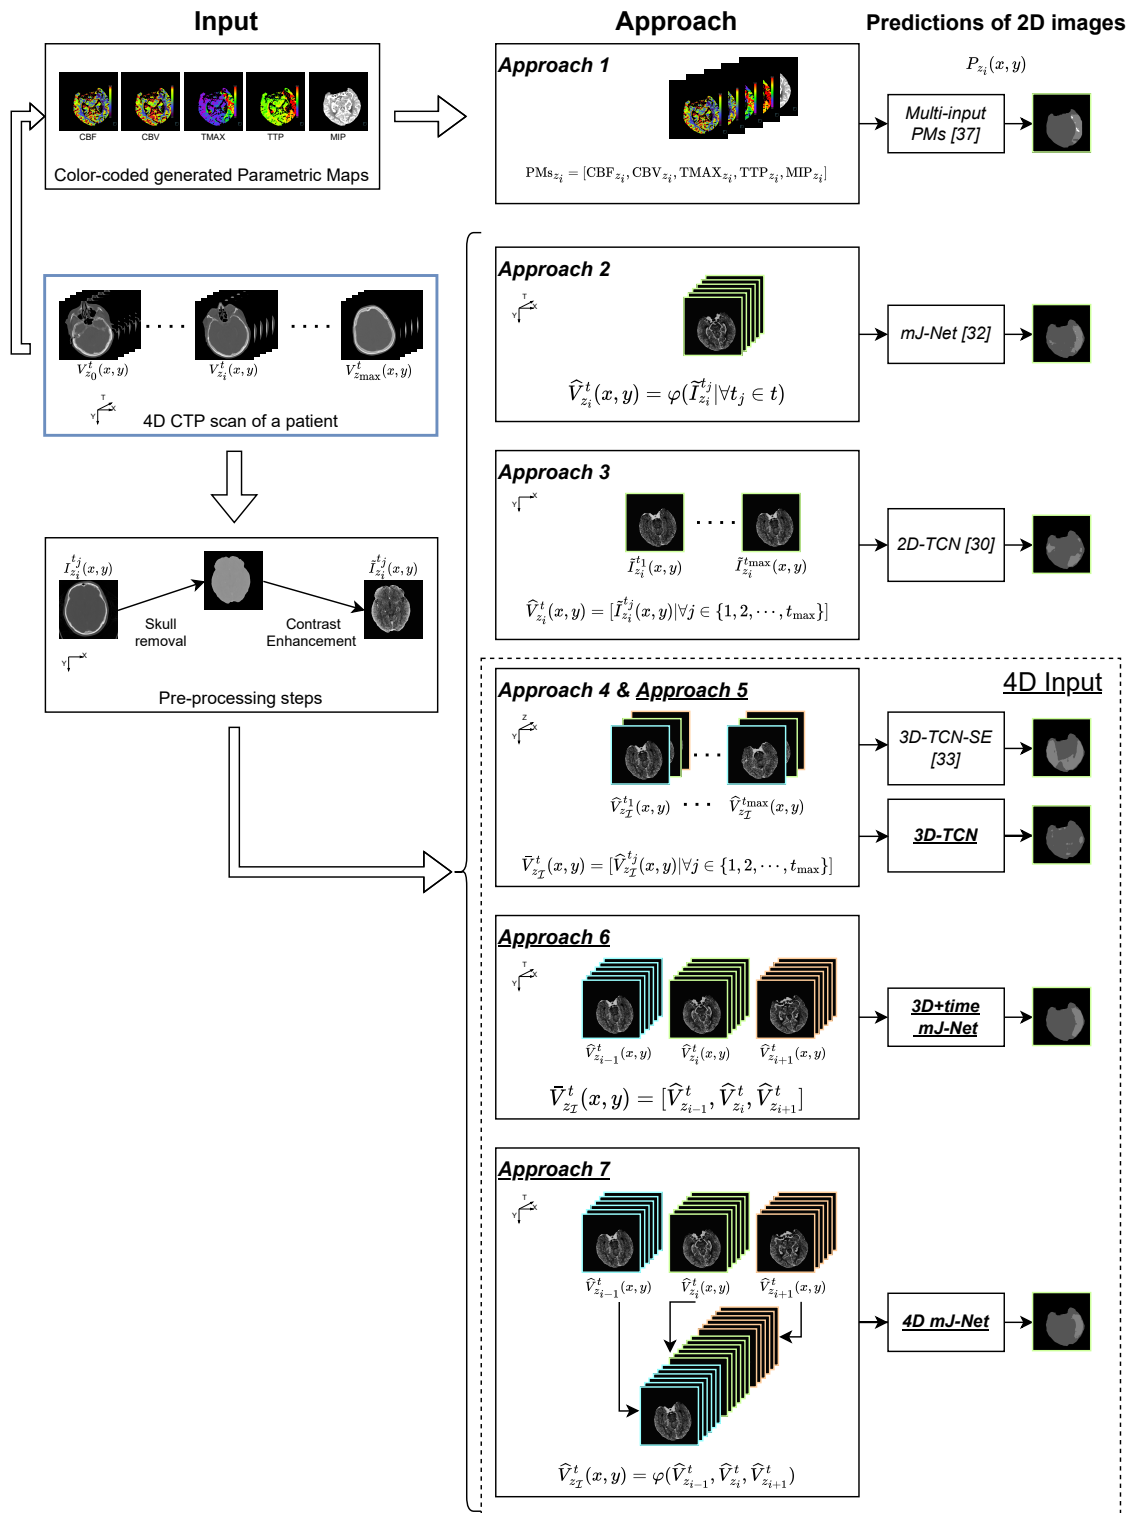 Input
Approach
Predictions of 2D images
CBF CBV TMAX TTP MIP
Color-coded generated Parametric Maps
Approach 1
PMs_{z_i} = [CBF_{z_i}, CBV_{z_i}, TMAX_{z_i}, TTP_{z_i}, MIP_{z_i}]
P_{z_i}(x, y)
Multi-input
PMs [37]
V^t_{z_0}(x, y) V^t_{z_i}(x, y) V^t_{z_max}(x, y)
T
X
Y
4D CTP scan of a patient
Approach 2
T
X
Y
\widehat{V}^t_{z_i}(x, y) = φ(\tilde{I}^{t_j}_{z_i}|∀t_j ∈ t)
mJ-Net [32]
Approach 3
X
Y
\tilde{I}^{t_1}_{z_i}(x, y) \tilde{I}^{t_max}_{z_i}(x, y)
\widehat{V}^t_{z_i}(x, y) = [\tilde{I}^{t_j}_{z_i}(x, y)|∀j ∈ {1, 2, ⋯, t_max}]
2D-TCN [30]
I^{t_j}_{z_i}(x, y) \tilde{I}^{t_j}_{z_i}(x, y)
Skull
removal
Contrast
Enhancement
X
Y
Pre-processing steps
4D Input
Approach 4 & Approach 5
Z
X
Y
\widehat{V}^{t_1}_{z_ℐ}(x, y) ⋯ \widehat{V}^{t_max}_{z_ℐ}(x, y)
\bar{V}^t_{z_ℐ}(x, y) = [\widehat{V}^{t_j}_{z_ℐ}(x, y)|∀j ∈ {1, 2, ⋯, t_max}]
3D-TCN-SE
[33]
3D-TCN
Approach 6
T
X
Y
\widehat{V}^t_{z_{i-1}}(x, y) \widehat{V}^t_{z_i}(x, y) \widehat{V}^t_{z_{i+1}}(x, y)
\bar{V}^t_{z_ℐ}(x, y) = [\widehat{V}^t_{z_{i-1}}, \widehat{V}^t_{z_i}, \widehat{V}^t_{z_{i+1}}]
3D+time
mJ-Net
Approach 7
T
X
Y
\widehat{V}^t_{z_{i-1}}(x, y) \widehat{V}^t_{z_i}(x, y) \widehat{V}^t_{z_{i+1}}(x, y)
\widehat{V}^t_{z_ℐ}(x, y) = φ(\widehat{V}^t_{z_{i-1}}, \widehat{V}^t_{z_i}, \widehat{V}^t_{z_{i+1}})
4D mJ-Net